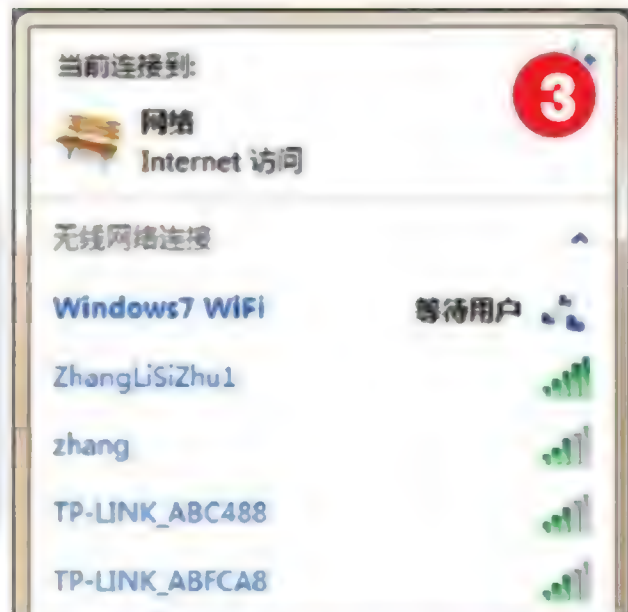 当前连接到:
3
网络
Internet 访问
无线网络连接
Windows7 WiFi 等待用户
ZhangLiSiZhu1
zhang
TP-LINK_ABC488
TP-LINK_ABFCA8